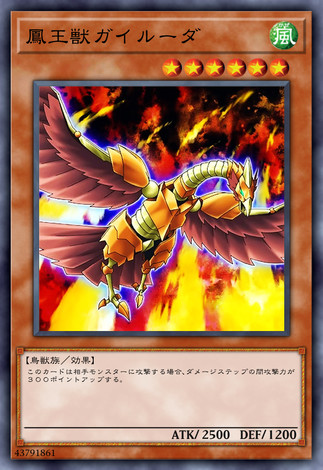 鳳王獣ガイルーダ
風
【鳥獣族／効果】
このカードは相手モンスターに攻撃する場合、ダメージステップの間攻撃力が
３００ポイントアップする。
ATK/ 2500 DEF/1200
43791861